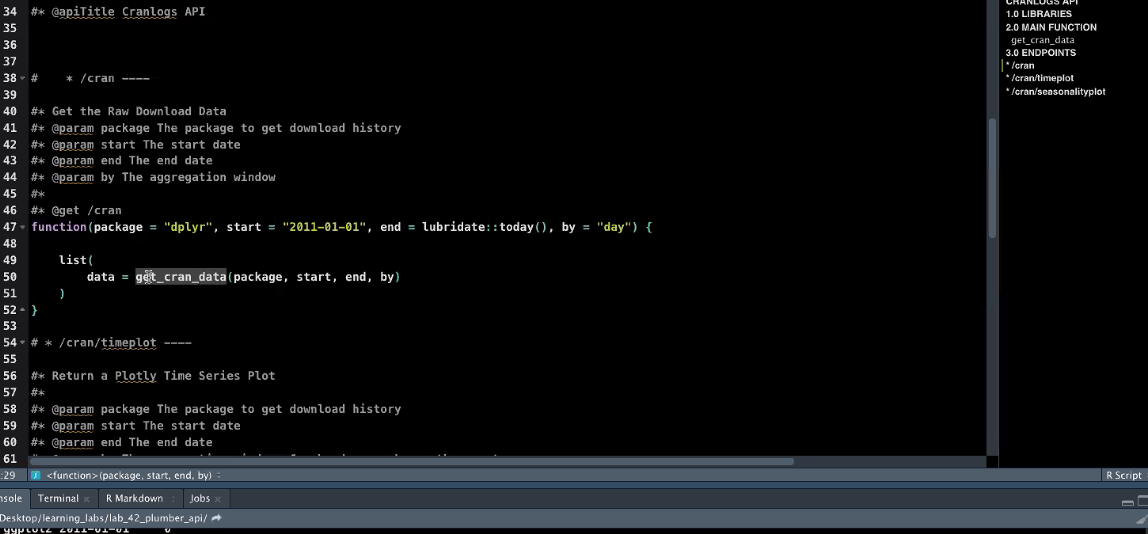 34 #* @apiTitle Cranlogs API
35
36
37
38 # * /cran ----
39
40 #* Get the Raw Download Data
41 #* @param package The package to get download history
42 #* @param start The start date
43 #* @param end The end date
44 #* @param by The aggregation window
45 #*
46 #* @get /cran
47 function(package = "dplyr", start = "2011-01-01", end = lubridate::today(), by = "day") {
48
49 list(
50 data = get_cran_data(package, start, end, by)
51 )
52 }
53
54 # * /cran/timeplot ----
55
56 #* Return a Plotly Time Series Plot
57 #*
58 #* @param package The package to get download history
59 #* @param start The start date
60 #* @param end The end date
61
CRANLOGS API
1.0 LIBRARIES
2.0 MAIN FUNCTION
get_cran_data
3.0 ENDPOINTS
* /cran
* /cran/timeplot
* /cran/seasonalityplot
:29 <function>(package, start, end, by)
R Script
nsole Terminal R Markdown Jobs
Desktop/learning_labs/lab_42_plumber_api/
ggplot2 2011-01-01 0